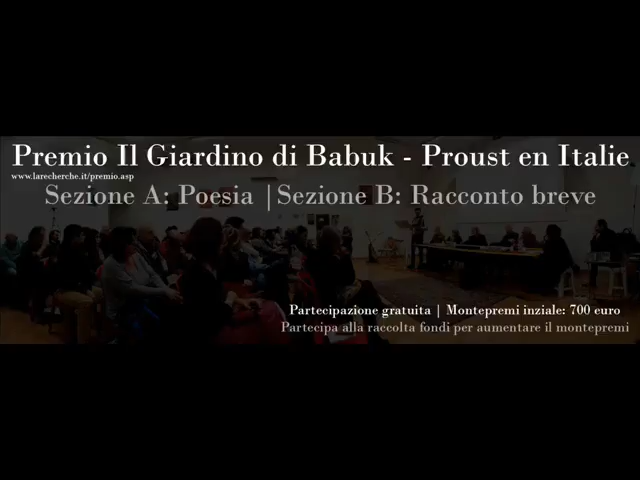 Premio Il Giardino di Babuk - Proust en Italie
www.larecherche.it/premio.asp
Sezione A: Poesia | Sezione B: Racconto breve
Partecipazione gratuita | Montepremi inziale: 700 euro
Partecipa alla raccolta fondi per aumentare il montepremi